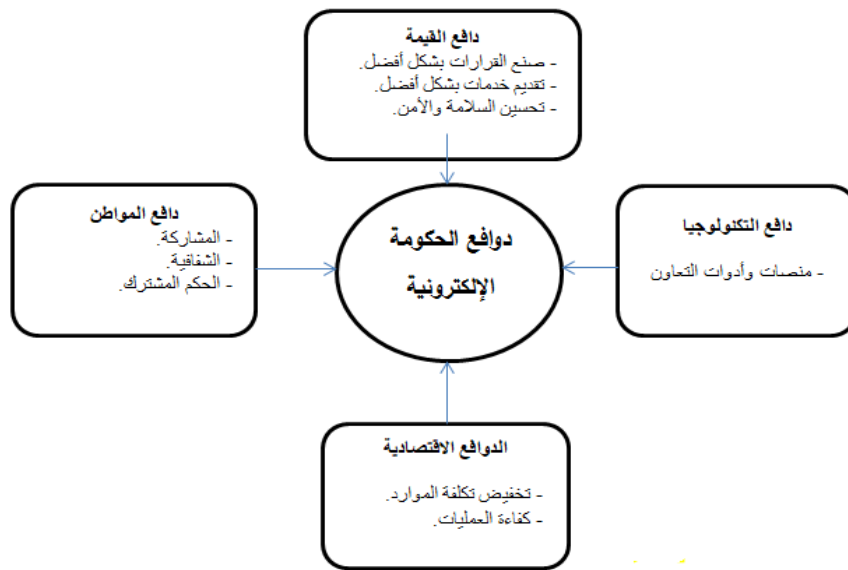 دافع القيمة
- صنع القرارات بشكل أفضل.
- تقديم خدمات بشكل أفضل.
- تحسين السلامة والأمن.
دافع التكنولوجيا
- منصات وأدوات التعاون
دوافع الحكومة
الإلكترونية
دافع المواطن
- المشاركة.
- الشفافية.
- الحكم المشترك.
الدوافع الاقتصادية
- تخفيض تكلفة الموارد.
- كفاءة العمليات.